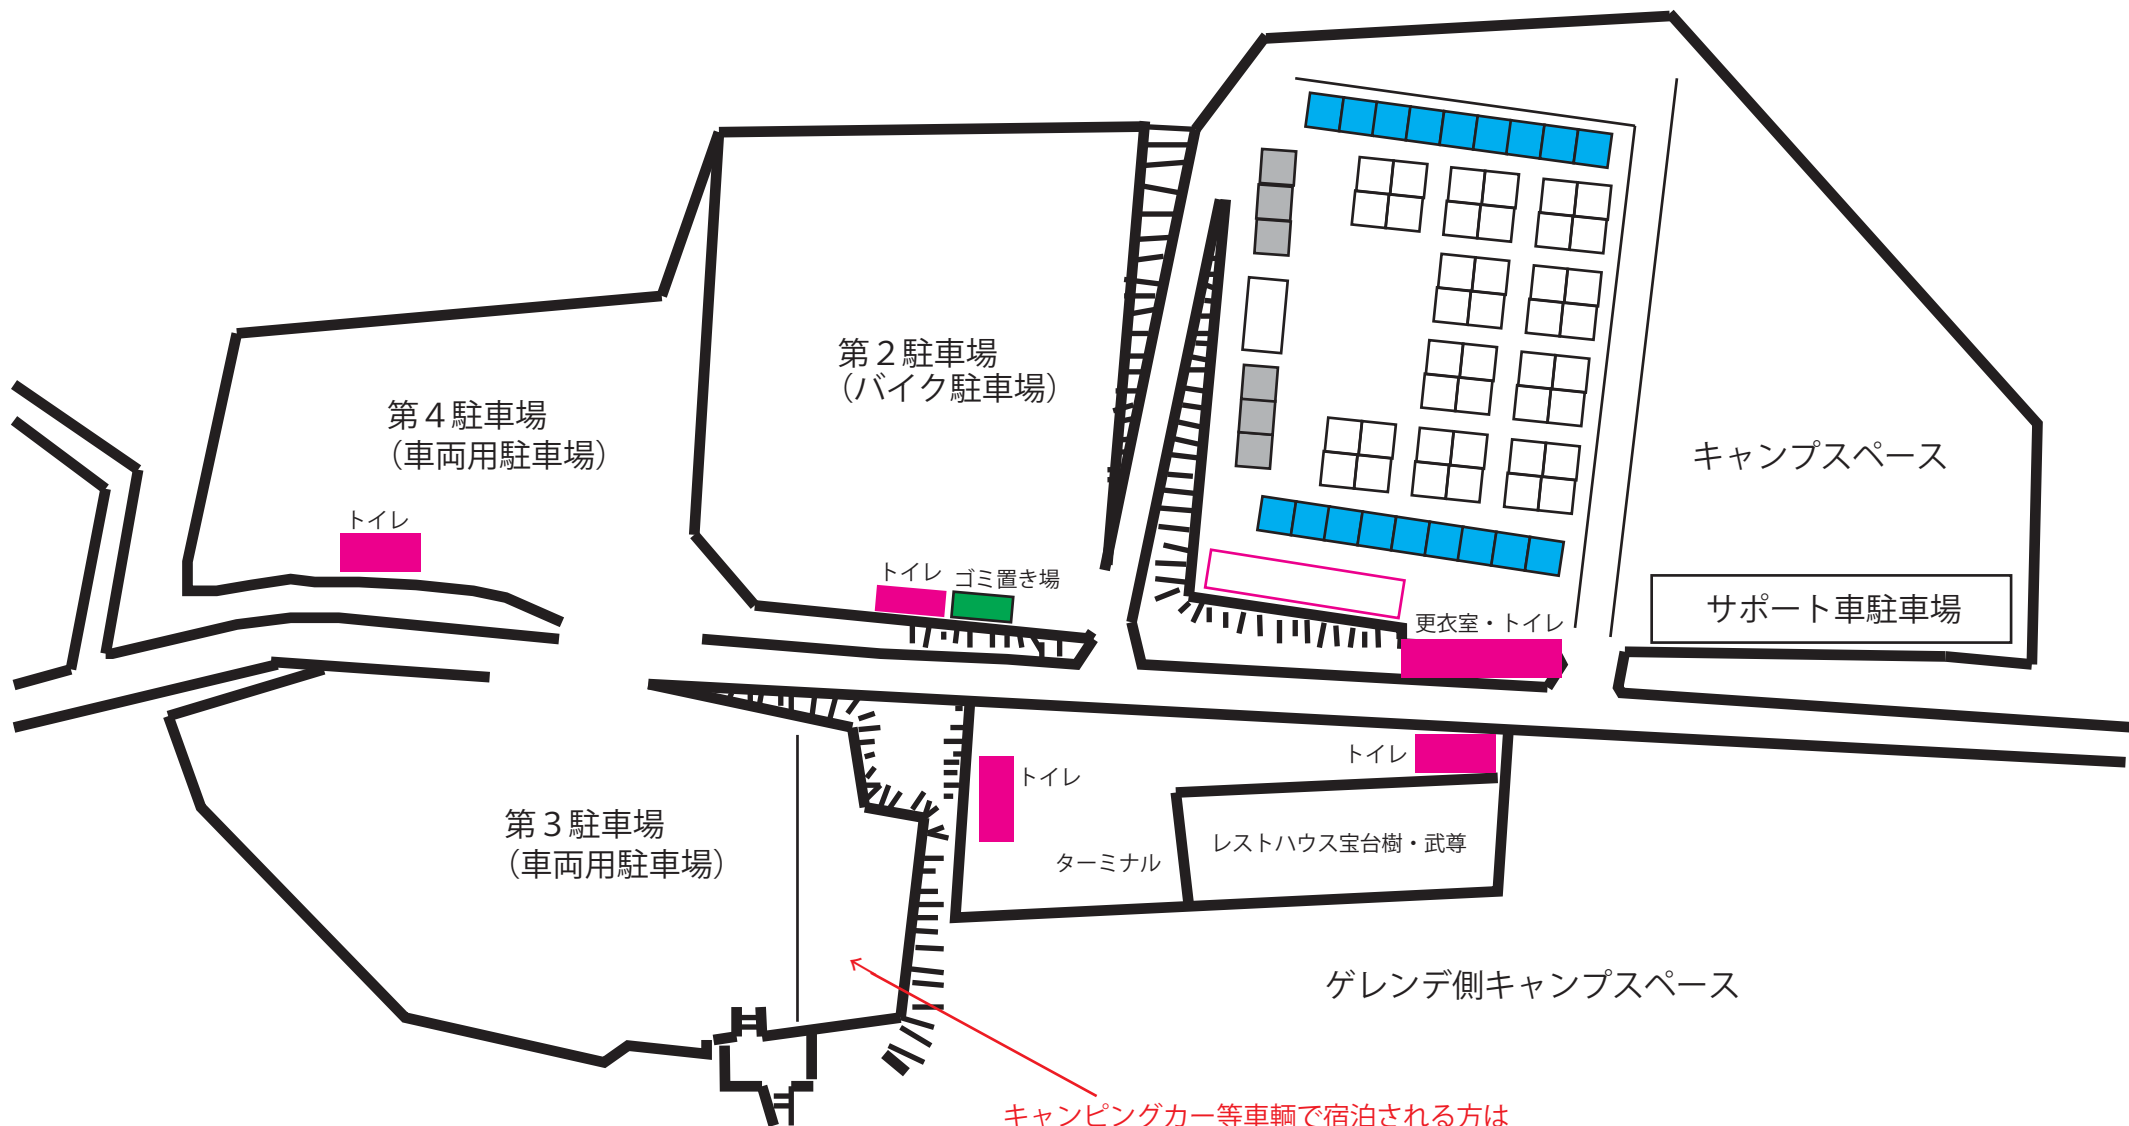 第２駐車場
（バイク駐車場）
第４駐車場
（車両用駐車場）
キャンプスペース
トイレ
トイレ
ゴミ置き場
サポート車駐車場
更衣室・トイレ
トイレ
トイレ
第３駐車場
（車両用駐車場）
レストハウス宝台樹・武尊
ターミナル
ゲレンデ側キャンプスペース
キャンピングカー等車輌で宿泊される方は